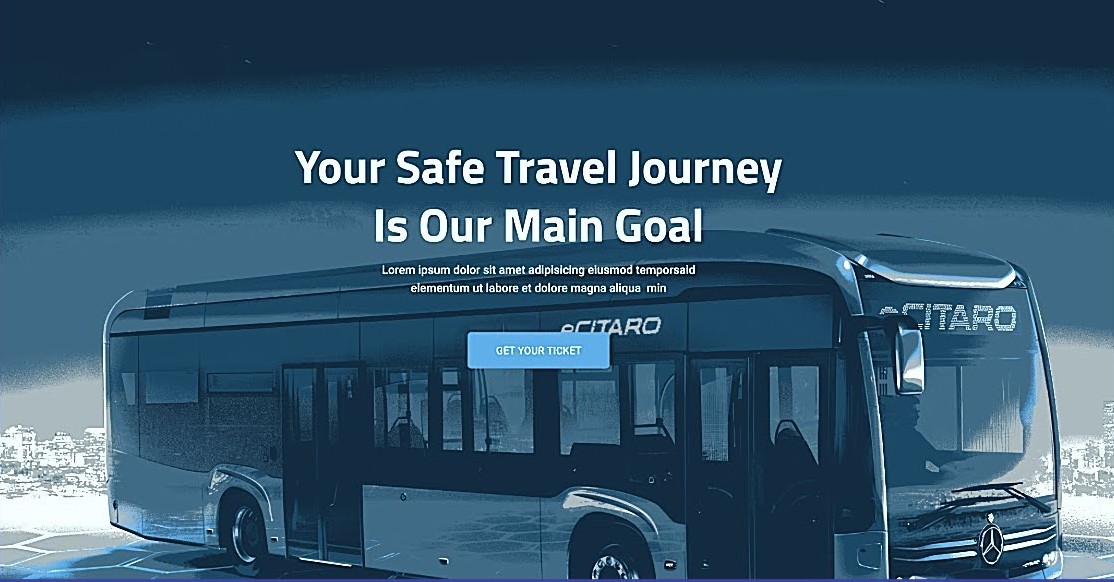 Your Safe Travel Journey
Is Our Main Goal
Lorem ipsum dolor sit amet adipisicing eiusmod temporsaid
elementum ut labore et dolore magna aliqua min
eCITARO
eCITARO
GET YOUR TICKET